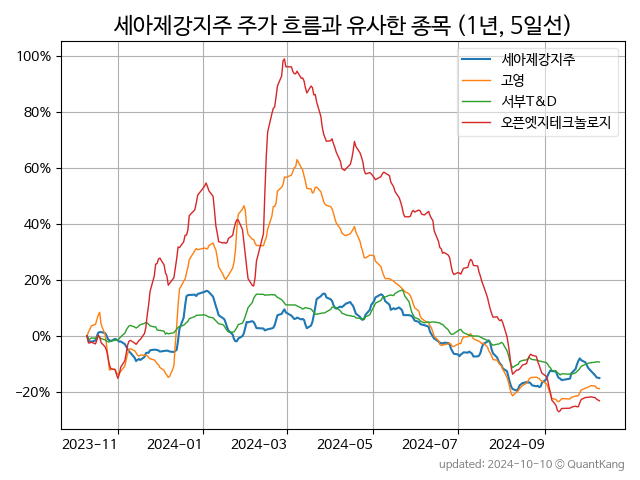 세아제강지주 주가 흐름과 유사한 종목 (1년, 5일선)
세아제강지주
고영
서부T&D
오픈엣지테크놀로지
100%
80%
60%
40%
20%
0%
−20%
2023-11 2024-01 2024-03 2024-05 2024-07 2024-09
updated: 2024-10-10 © QuantKang